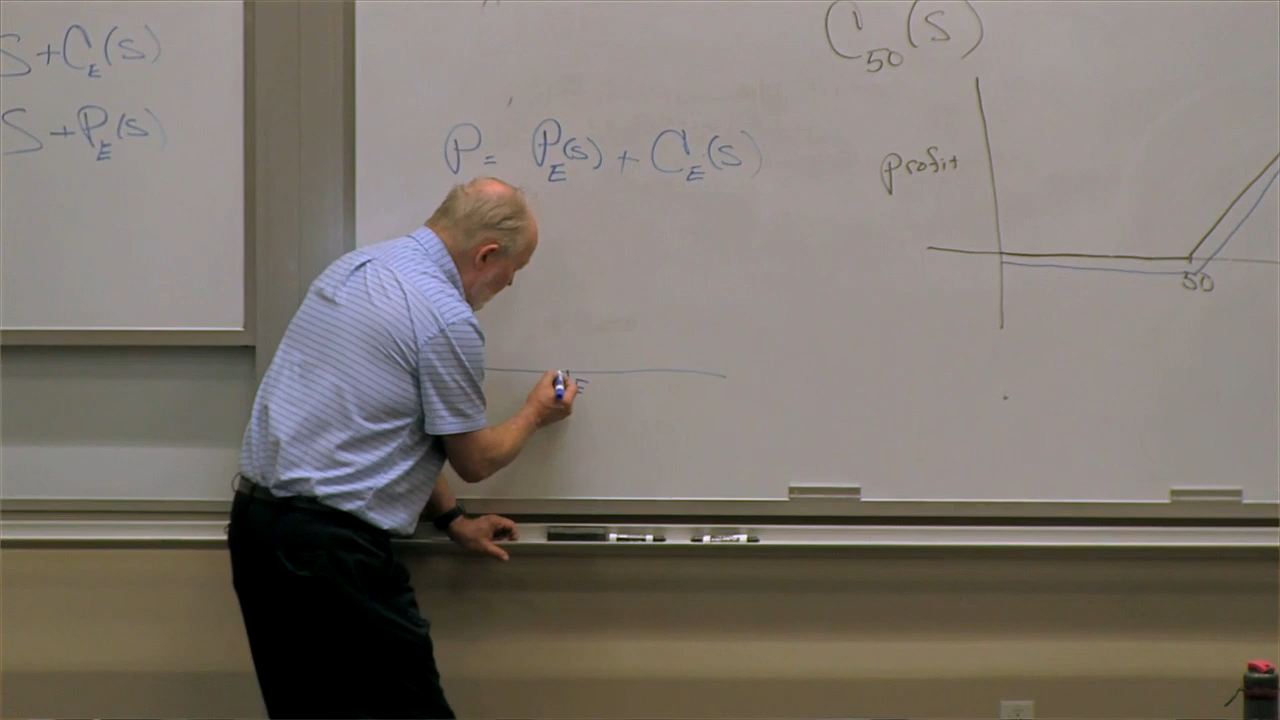 S+C_E(S)
S+P_E(S)
P = P_E(S) + C_E(S)
E
C_50(S)
profit
50